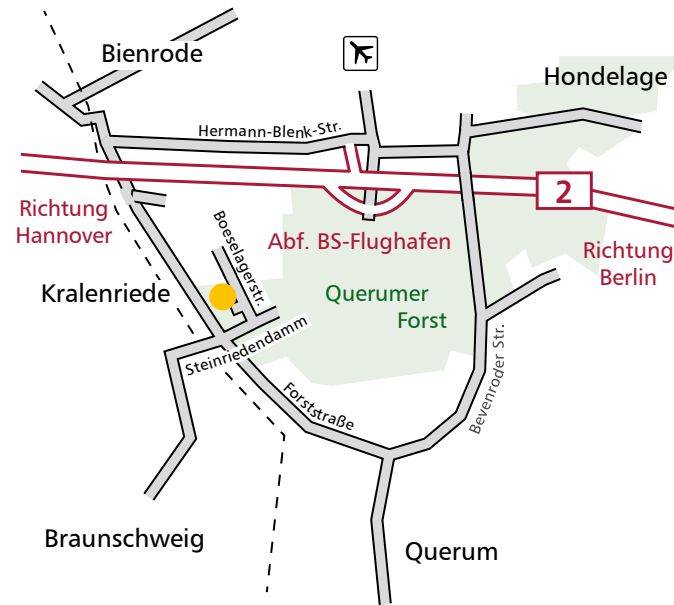 Bienrode
Hondelage
Hermann-Blenk-Str.
2
Richtung
Hannover
Boeselagerstr.
Abf. BS-Flughafen
Richtung
Berlin
Kralenriede
Querumer
Forst
Steinriedendamm
Bevenroder Str.
Forststraße
Braunschweig
Querum